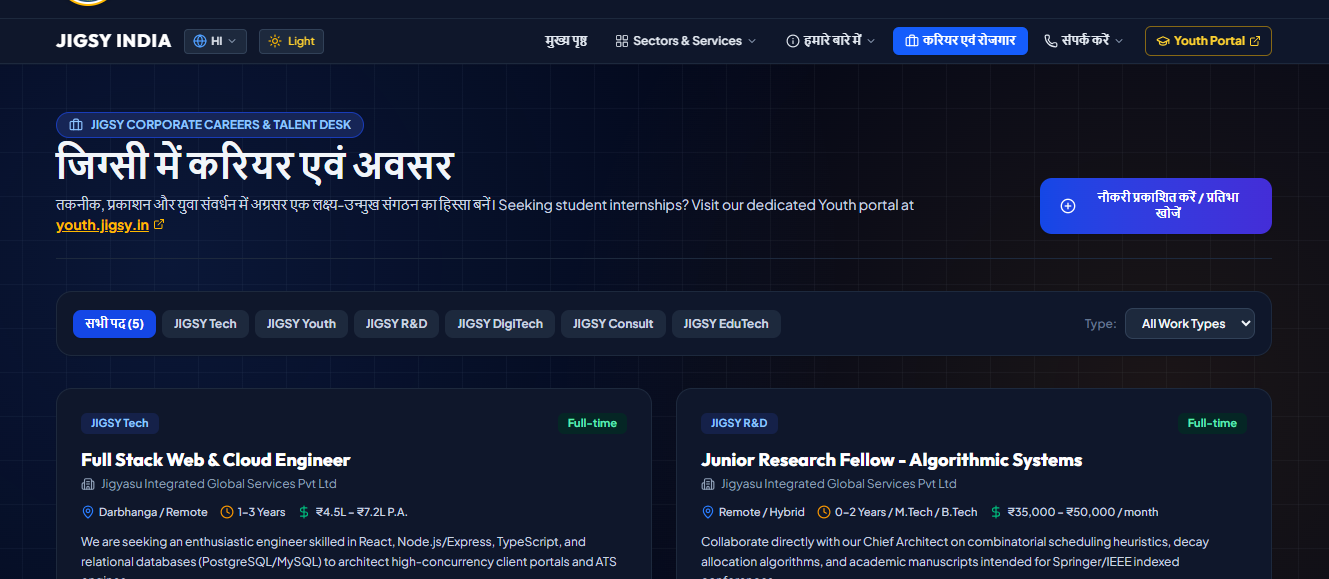 JIGSY INDIA
HI
Light
मुख्य पृष्ठ
Sectors & Services
हमारे बारे में
करियर एवं रोजगार
संपर्क करें
Youth Portal
JIGSY CORPORATE CAREERS & TALENT DESK
जिग्सी में करियर एवं अवसर
तकनीक, प्रकाशन और युवा संवर्धन में अग्रसर एक लक्ष्य-उन्मुख संगठन का हिस्सा बनें। Seeking student internships? Visit our dedicated Youth portal at
youth.jigsy.in
नौकरी प्रकाशित करें / प्रतिभा
खोजें
सभी पद (5)
JIGSY Tech
JIGSY Youth
JIGSY R&D
JIGSY DigiTech
JIGSY Consult
JIGSY EduTech
Type:
All Work Types
JIGSY Tech
Full-time
Full Stack Web & Cloud Engineer
Jigyasu Integrated Global Services Pvt Ltd
Darbhanga / Remote
1–3 Years
₹4.5L – ₹7.2L P.A.
We are seeking an enthusiastic engineer skilled in React, Node.js/Express, TypeScript, and
relational databases (PostgreSQL/MySQL) to architect high-concurrency client portals and ATS
JIGSY R&D
Full-time
Junior Research Fellow - Algorithmic Systems
Jigyasu Integrated Global Services Pvt Ltd
Remote / Hybrid
0–2 Years / M.Tech / B.Tech
₹35,000 – ₹50,000 / month
Collaborate directly with our Chief Architect on combinatorial scheduling heuristics, decay
allocation algorithms, and academic manuscripts intended for Springer/IEEE indexed